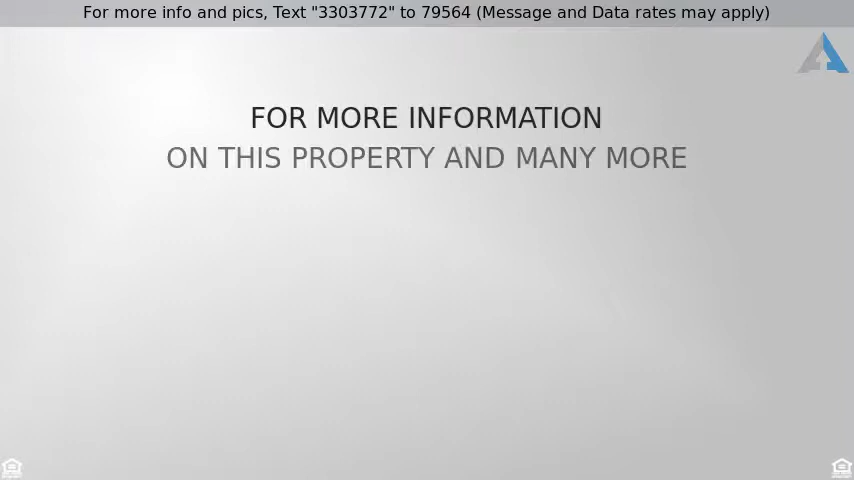 For more info and pics, Text "3303772" to 79564 (Message and Data rates may apply)
FOR MORE INFORMATION
ON THIS PROPERTY AND MANY MORE